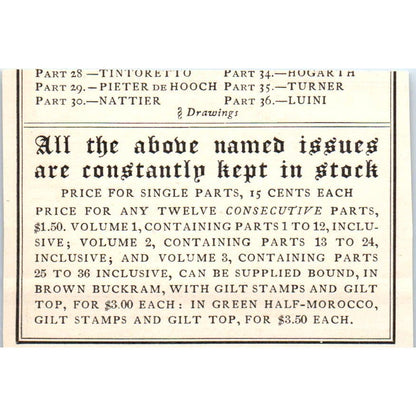 PART 28—TINTORETTO PART 34.—HOGARTH
PART 29.—PIETER DE HOOCH PART 35.—TURNER
PART 30.—NATTIER PART 36.—LUINI
⸹ Drawings
All the above named issues
are constantly kept in stock
PRICE FOR SINGLE PARTS, 15 CENTS EACH
PRICE FOR ANY TWELVE CONSECUTIVE PARTS,
$1.50. VOLUME 1, CONTAINING PARTS 1 TO 12, INCLU-
SIVE; VOLUME 2, CONTAINING PARTS 13 TO 24,
INCLUSIVE; AND VOLUME 3, CONTAINING PARTS
25 TO 36 INCLUSIVE, CAN BE SUPPLIED BOUND, IN
BROWN BUCKRAM, WITH GILT STAMPS AND GILT
TOP, FOR $3.00 EACH: IN GREEN HALF-MOROCCO,
GILT STAMPS AND GILT TOP, FOR $3.50 EACH.